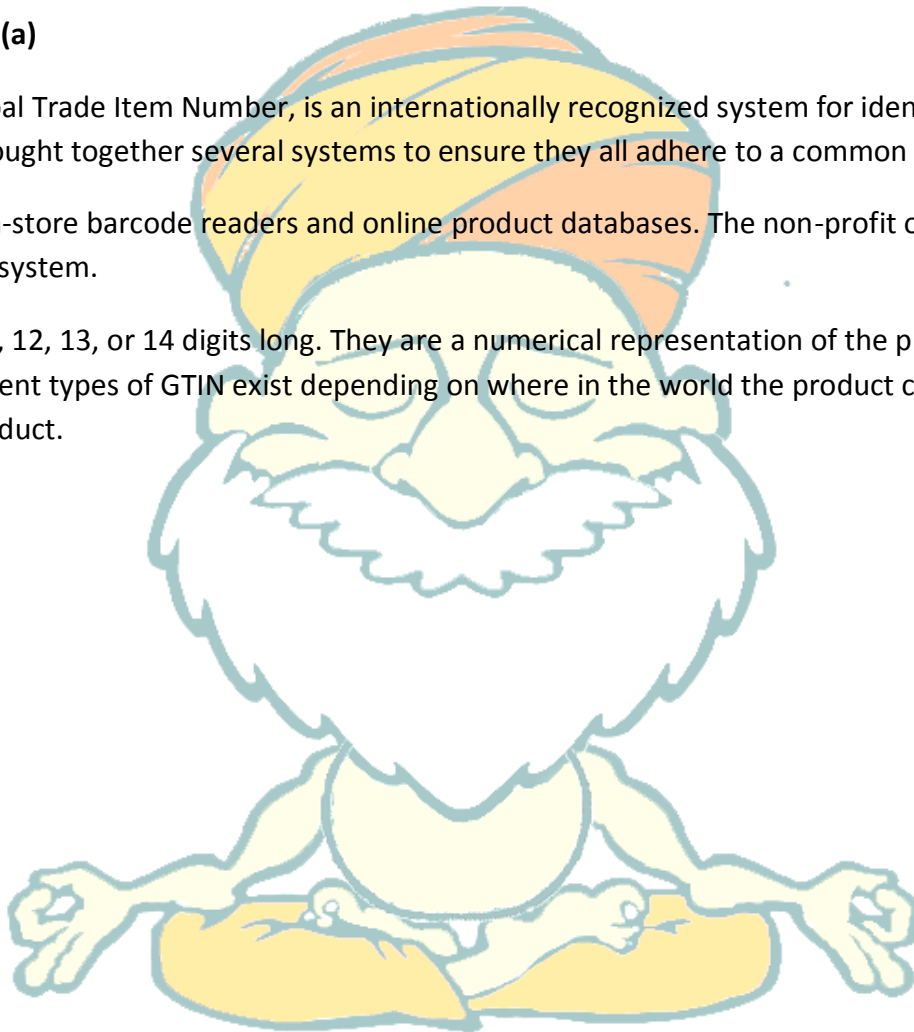 (a)
bal Trade Item Number, is an internationally recognized system for iden
ought together several systems to ensure they all adhere to a common
-store barcode readers and online product databases. The non-profit o
system.
, 12, 13, or 14 digits long. They are a numerical representation of the p
ent types of GTIN exist depending on where in the world the product c
duct.